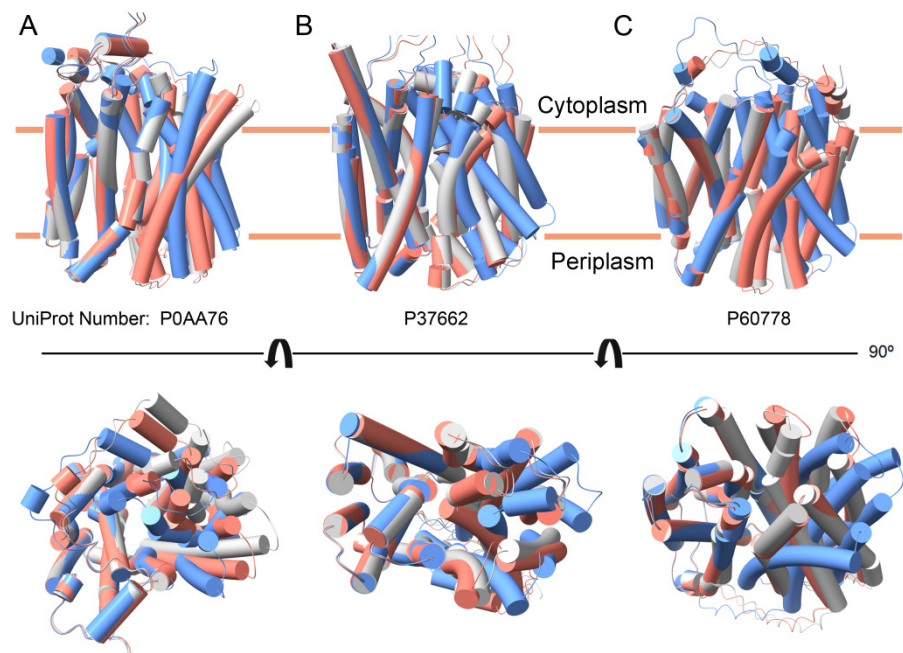 A
B
C
Cytoplasm
Periplasm
UniProt Number: P0AA76
P37662
P60778
90º